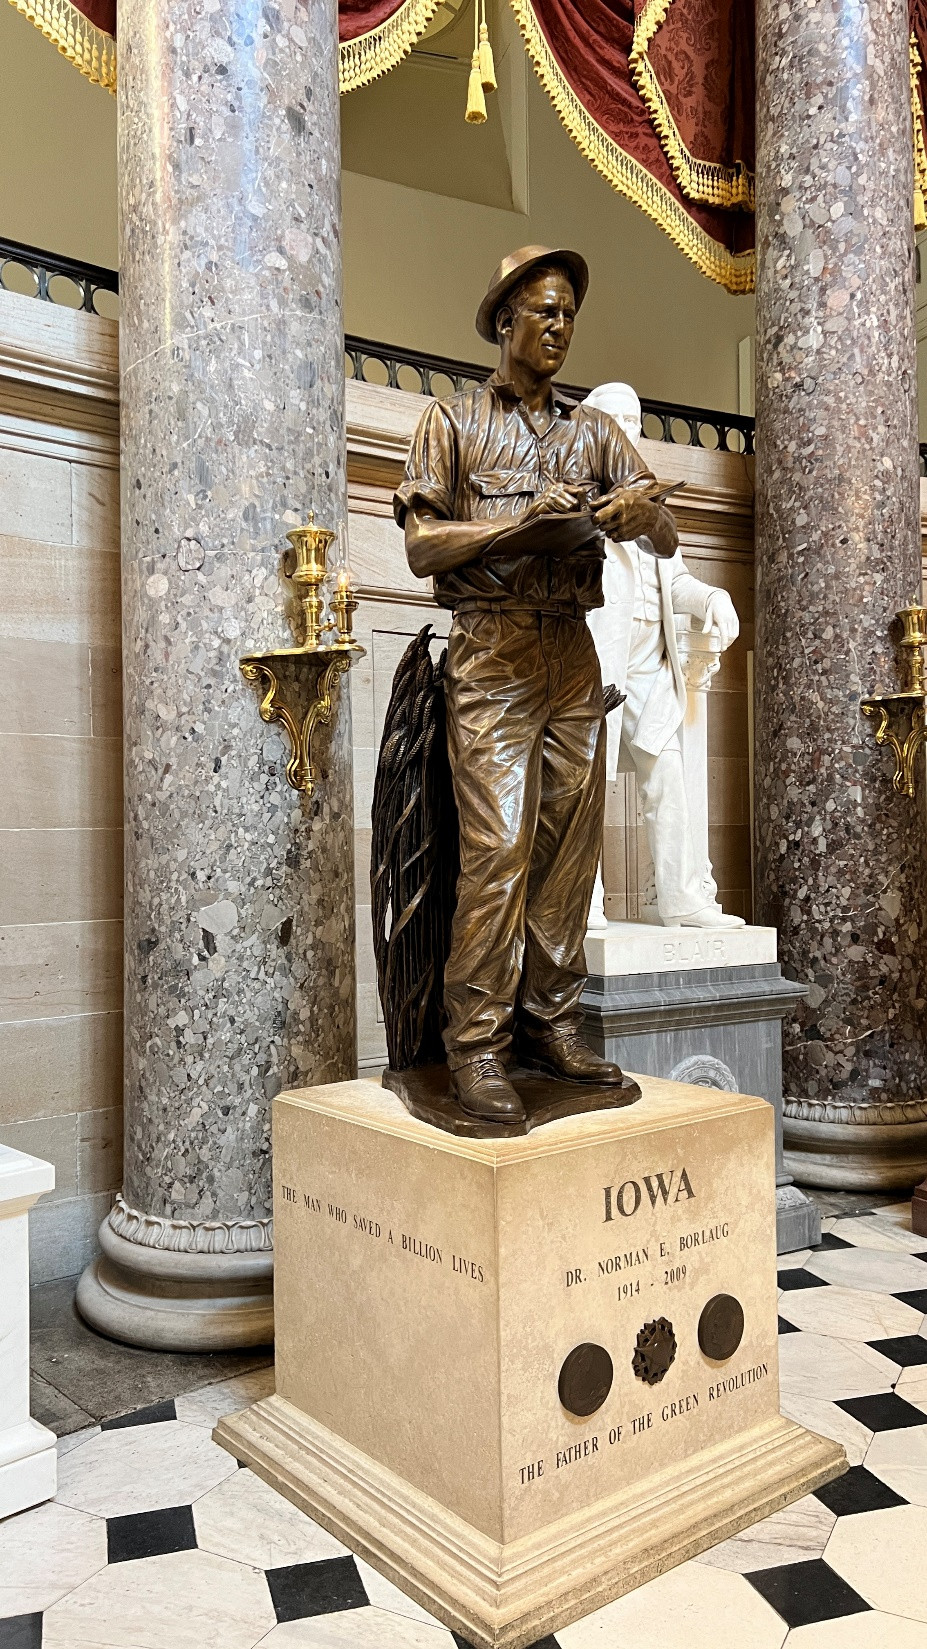 BLAIR
THE MAN WHO SAVED A BILLION LIVES
IOWA
DR. NORMAN E. BORLAUG
1914 - 2009
THE FATHER OF THE GREEN REVOLUTION